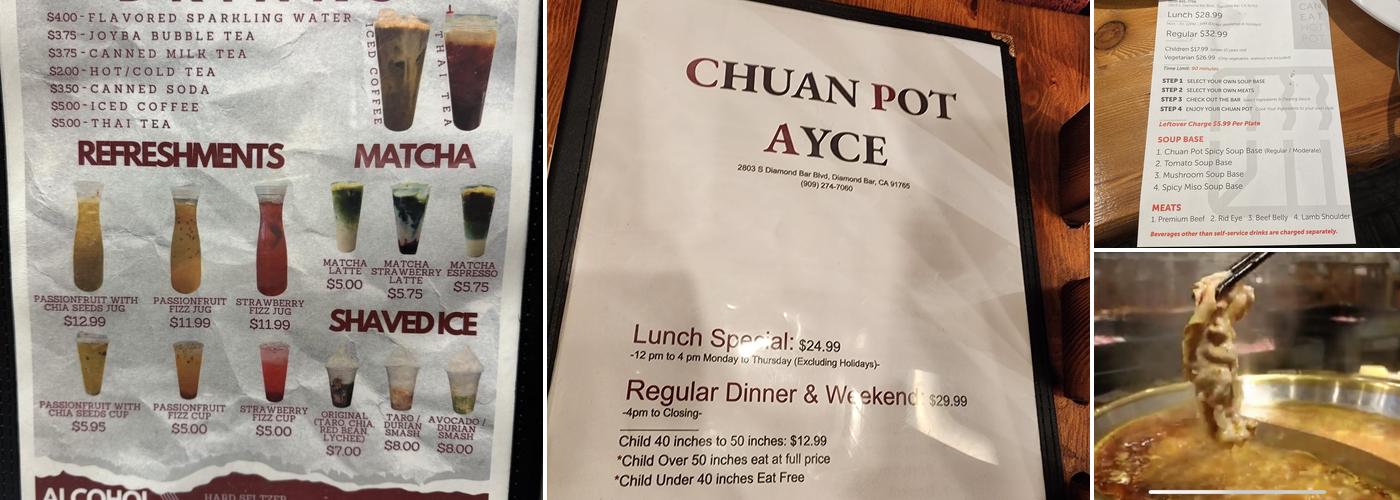 $4.00 - FLAVORED SPARKLING WATER
$3.75 - JOYBA BUBBLE TEA
$3.75 - CANNED MILK TEA
$2.00 - HOT/COLD TEA
$3.50 - CANNED SODA
$5.00 - ICED COFFEE
$5.00 - THAI TEA
ICED COFFEE
THAI TEA
REFRESHMENTS
PASSIONFRUIT WITH
CHIA SEEDS JUG
$12.99
PASSIONFRUIT
FIZZ JUG
$11.99
STRAWBERRY
FIZZ JUG
$11.99
PASSIONFRUIT WITH
CHIA SEEDS CUP
$5.95
PASSIONFRUIT
FIZZ CUP
$5.00
STRAWBERRY
FIZZ CUP
$5.00
MATCHA
MATCHA
LATTE
$5.00
MATCHA
STRAWBERRY
LATTE
$5.75
MATCHA
ESPRESSO
$5.75
SHAVED ICE
ORIGINAL
(TARO, CHIA,
RED BEAN,
LYCHEE)
$7.00
TARO /
DURIAN
SMASH
$8.00
AVOCADO /
DURIAN
SMASH
$8.00
ALCOHOL
HARD SELTZER
CHUAN POT
AYCE
2803 S Diamond Bar Blvd, Diamond Bar, CA 91765
(909) 274-7060
Lunch Special: $24.99
-12 pm to 4 pm Monday to Thursday (Excluding Holidays)-
Regular Dinner & Weekend: $29.99
-4pm to Closing-
Child 40 inches to 50 inches: $12.99
*Child Over 50 inches eat at full price
*Child Under 40 inches Eat Free
Lunch $28.99
Regular $32.99
Children $17.99
Vegetarian $26.99
Time Limit: 90 minutes
STEP 1 SELECT YOUR OWN SOUP BASE
STEP 2 SELECT YOUR OWN MEATS
STEP 3 CHECK OUT THE BAR
STEP 4 ENJOY YOUR CHUAN POT
Leftover Charge $5.99 Per Plate
SOUP BASE
1. Chuan Pot Spicy Soup Base (Regular / Moderate)
2. Tomato Soup Base
3. Mushroom Soup Base
4. Spicy Miso Soup Base
MEATS
1. Premium Beef 2. Rid Eye 3. Beef Belly 4. Lamb Shoulder
Beverages other than self-service drinks are charged separately.
CAN
EAT
HOT
POT